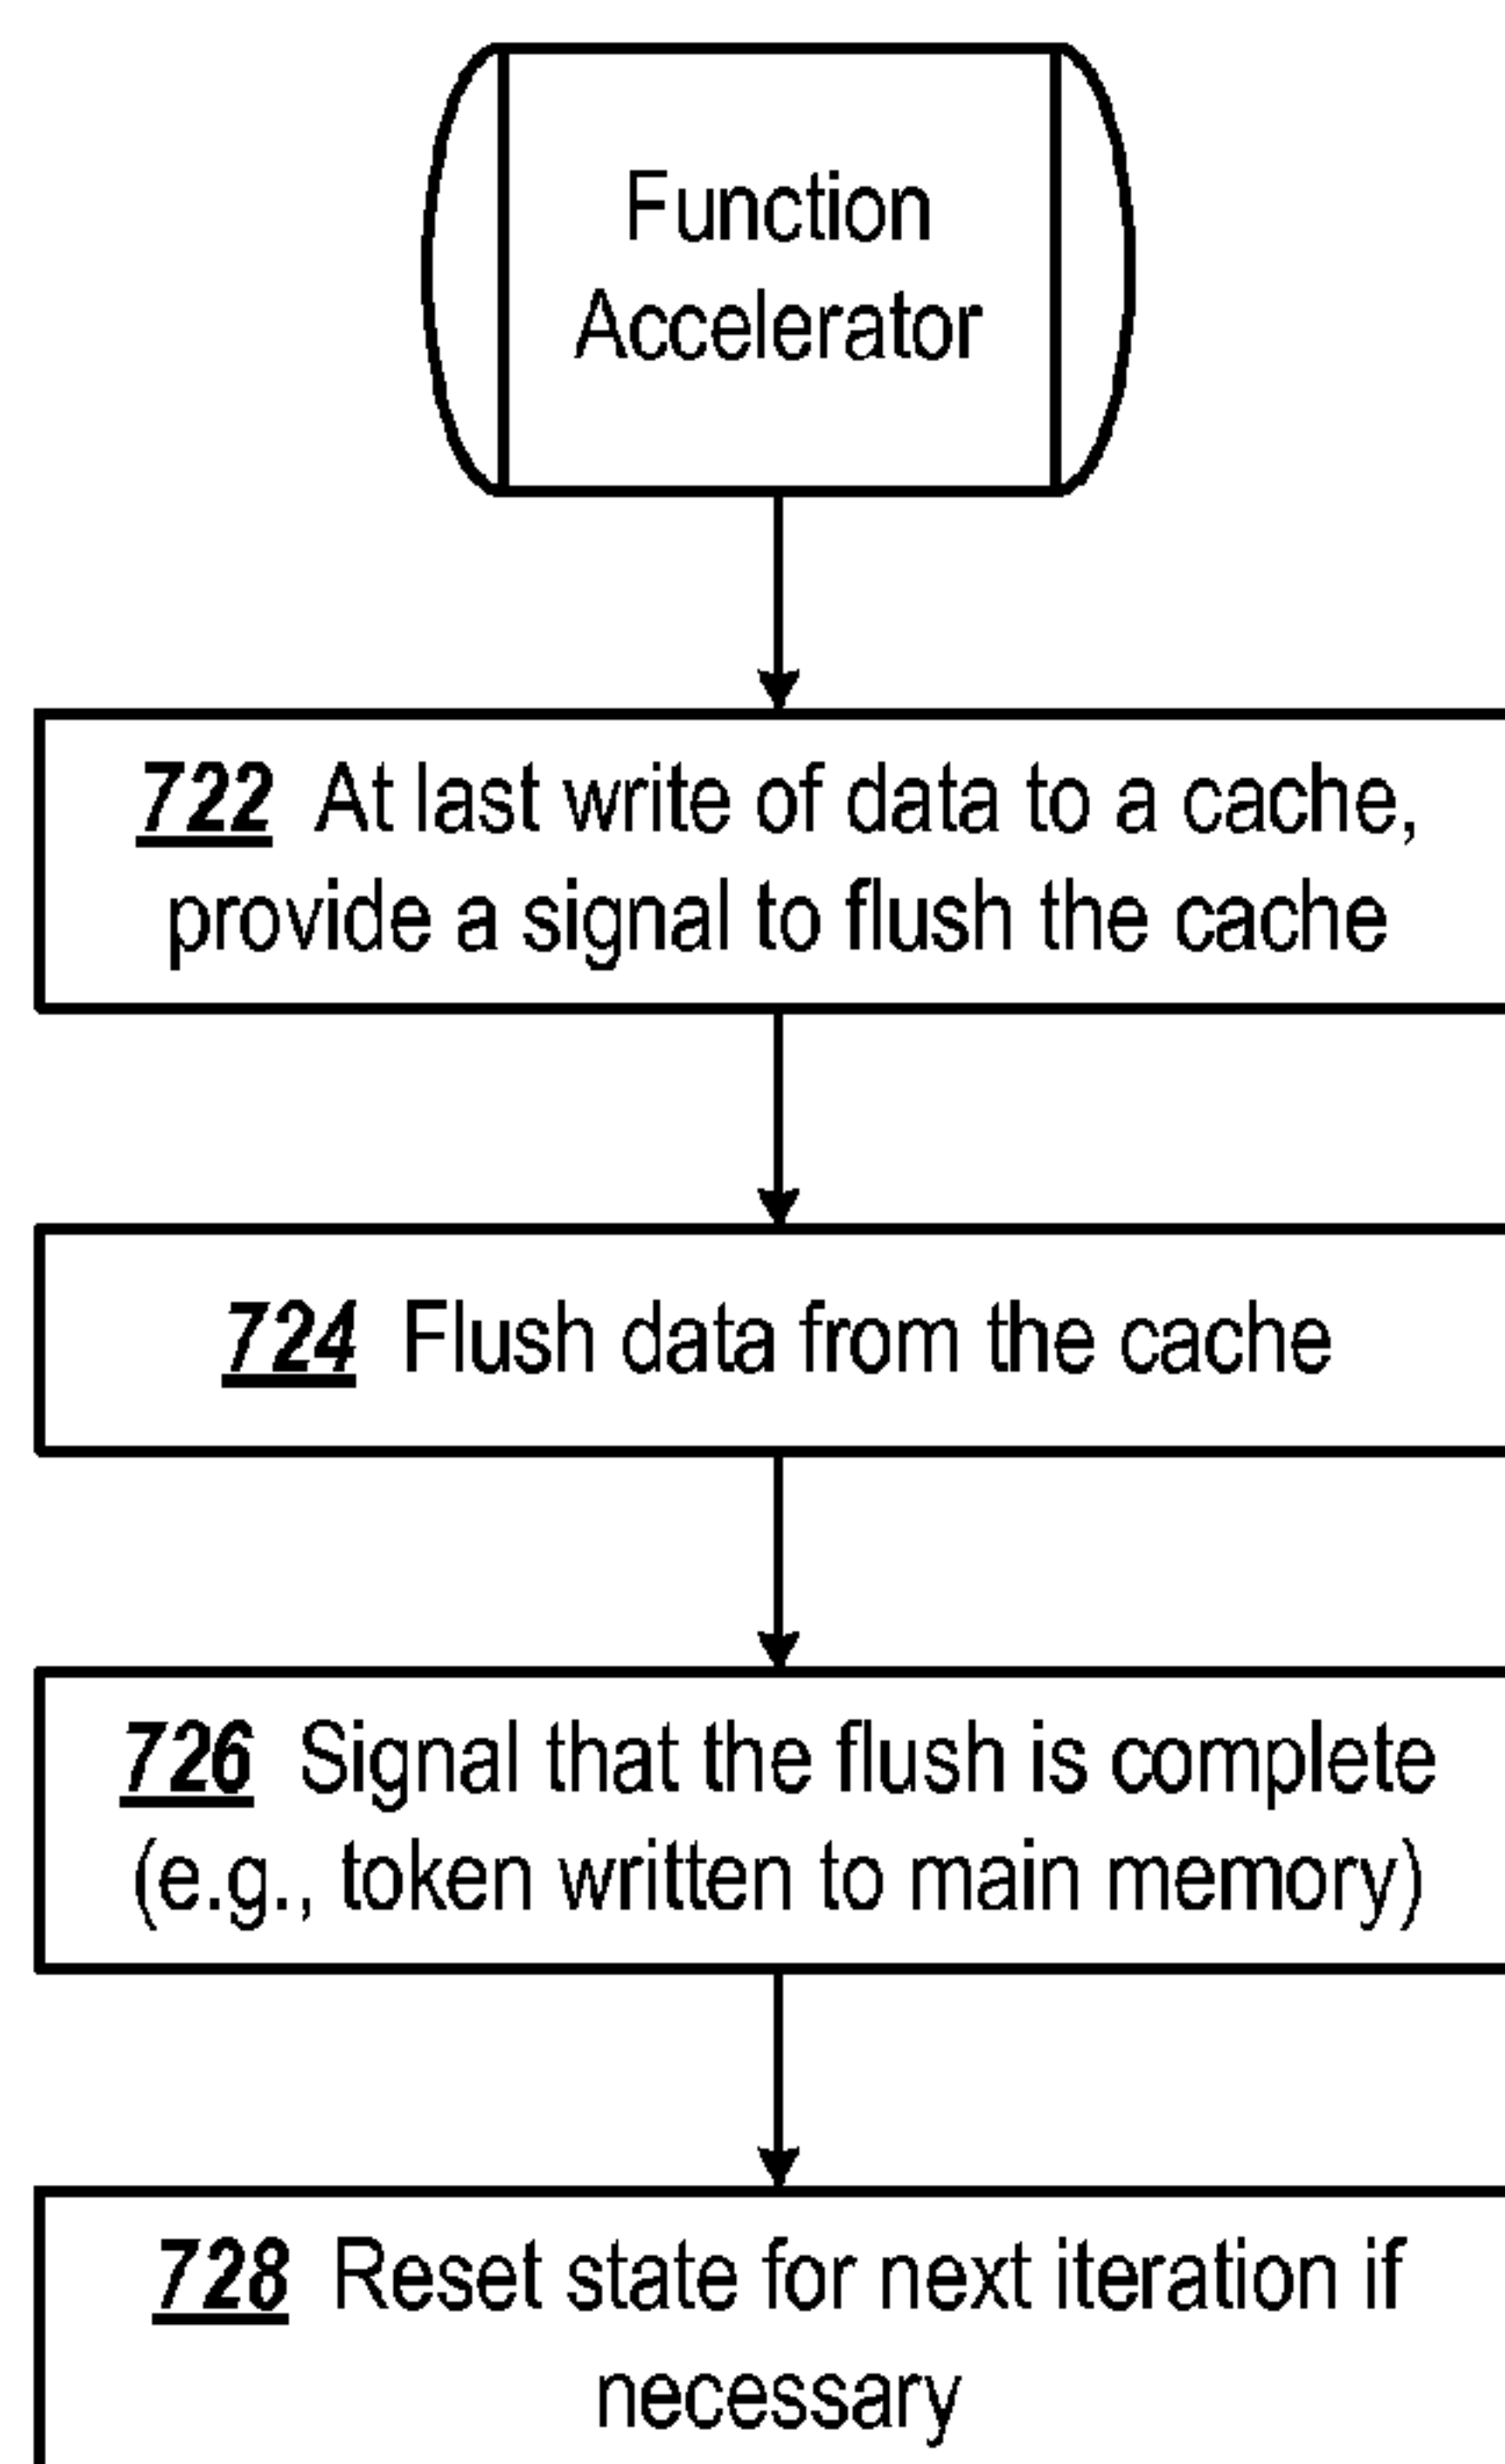 Function
Accelerator
722 At last write of data to a cache,
provide a signal to flush the cache
724 Flush data from the cache
726 Signal that the flush is complete
(e.g., token written to main memory)
728 Reset state for next iteration if
necessary